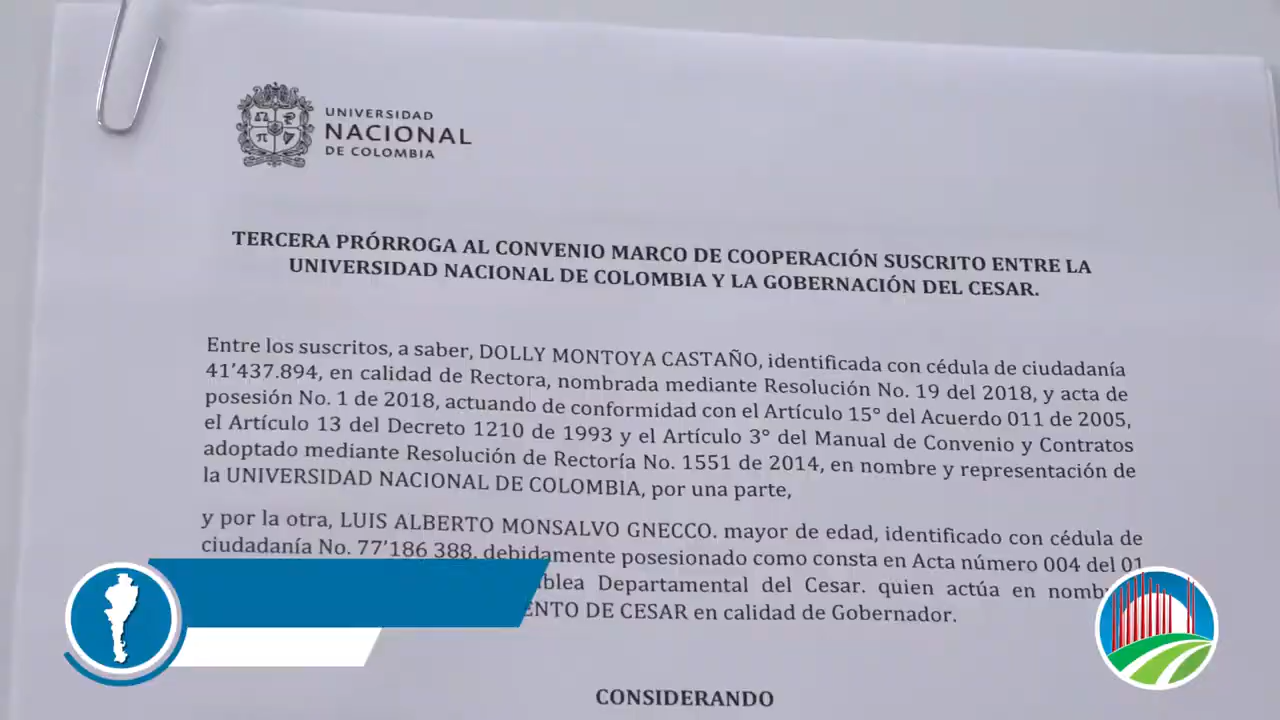 UNIVERSIDAD
NACIONAL
DE COLOMBIA
TERCERA PRÓRROGA AL CONVENIO MARCO DE COOPERACIÓN SUSCRITO ENTRE LA
UNIVERSIDAD NACIONAL DE COLOMBIA Y LA GOBERNACIÓN DEL CESAR.
Entre los suscritos, a saber, DOLLY MONTOYA CASTAÑO, identificada con cédula de ciudadanía
41'437.894, en calidad de Rectora, nombrada mediante Resolución No. 19 del 2018, y acta de
posesión No. 1 de 2018, actuando de conformidad con el Artículo 15° del Acuerdo 011 de 2005,
el Artículo 13 del Decreto 1210 de 1993 y el Artículo 3° del Manual de Convenio y Contratos
adoptado mediante Resolución de Rectoría No. 1551 de 2014, en nombre y representación de
la UNIVERSIDAD NACIONAL DE COLOMBIA, por una parte,
y por la otra, LUIS ALBERTO MONSALVO GNECCO. mayor de edad, identificado con cédula de
ciudadanía No. 77'186 388. debidamente posesionado como consta en Acta número 004 del 01
Departamental del Cesar. quien actúa en
DE CESAR en calidad de Gobernador.
CONSIDERANDO